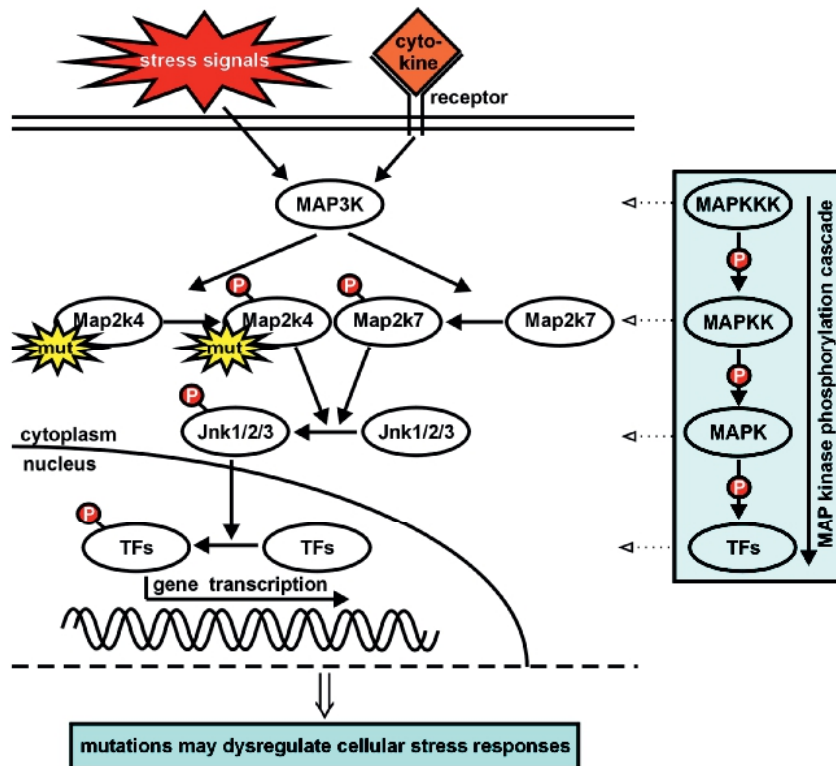 stress signals
cyto-
kine
receptor
MAP3K
MAPKKK
P
P
P
Map2k4
Map2k4
Map2k7
Map2k7
MAPKK
mut
mut
P
P
Jnk1/2/3
Jnk1/2/3
MAPK
cytoplasm
nucleus
P
P
TFs
TFs
TFs
MAP kinase phosphorylation cascade
gene transcription
mutations may dysregulate cellular stress responses